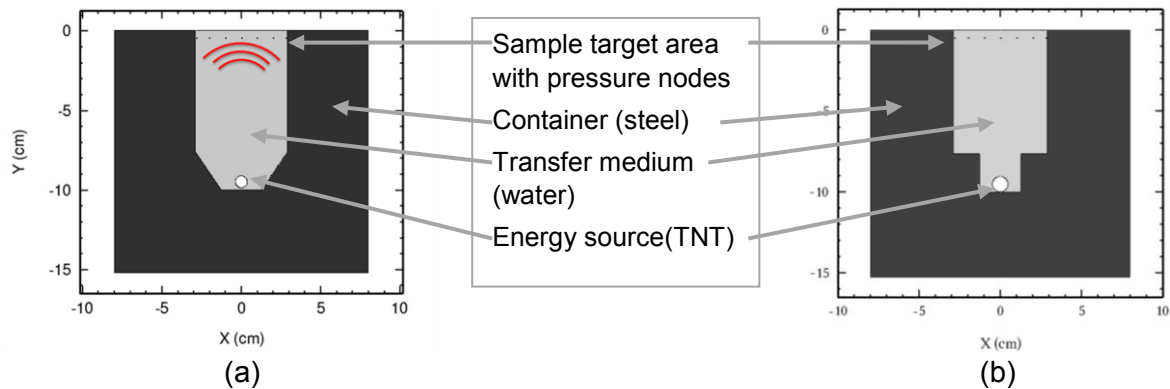 0
-5
-10
-15
Y (cm)
-10
-5
0
5
10
X (cm)
(a)
Sample target area
with pressure nodes
Container (steel)
Transfer medium
(water)
Energy source(TNT)
0
-5
-10
-15
-10
-5
0
5
10
X (cm)
(b)